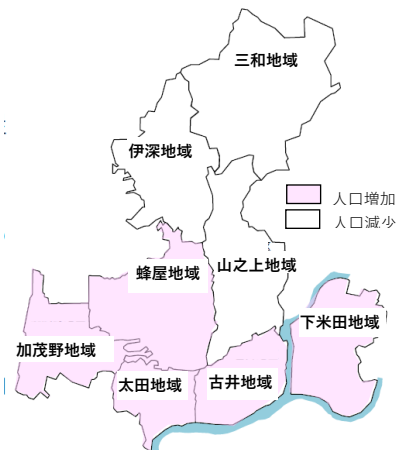 三和地域
伊深地域
人口増加
人口減少
山之上地域
蜂屋地域
下米田地域
加茂野地域
太田地域
古井地域